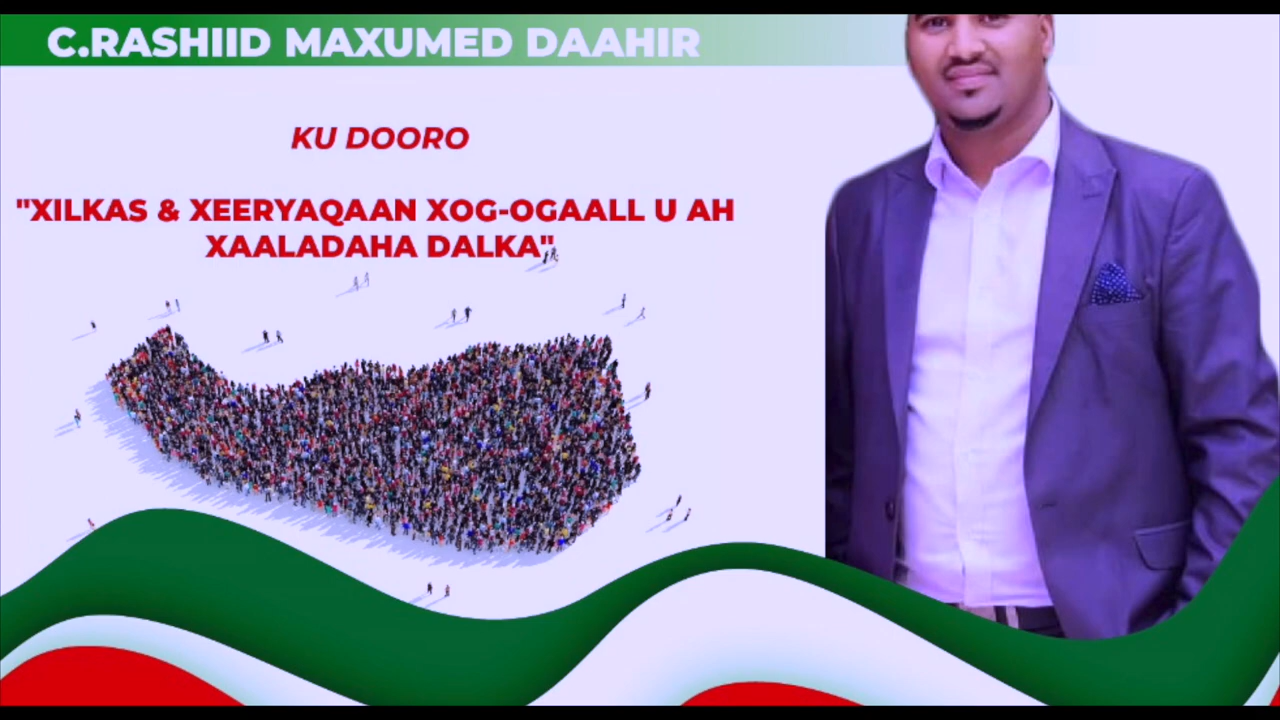 C.RASHIID MAXUMED DAAHIR
KU DOORO
"XILKAS & XEERYAQAAN XOG-OGAALL U AH
XAALADAHA DALKA"